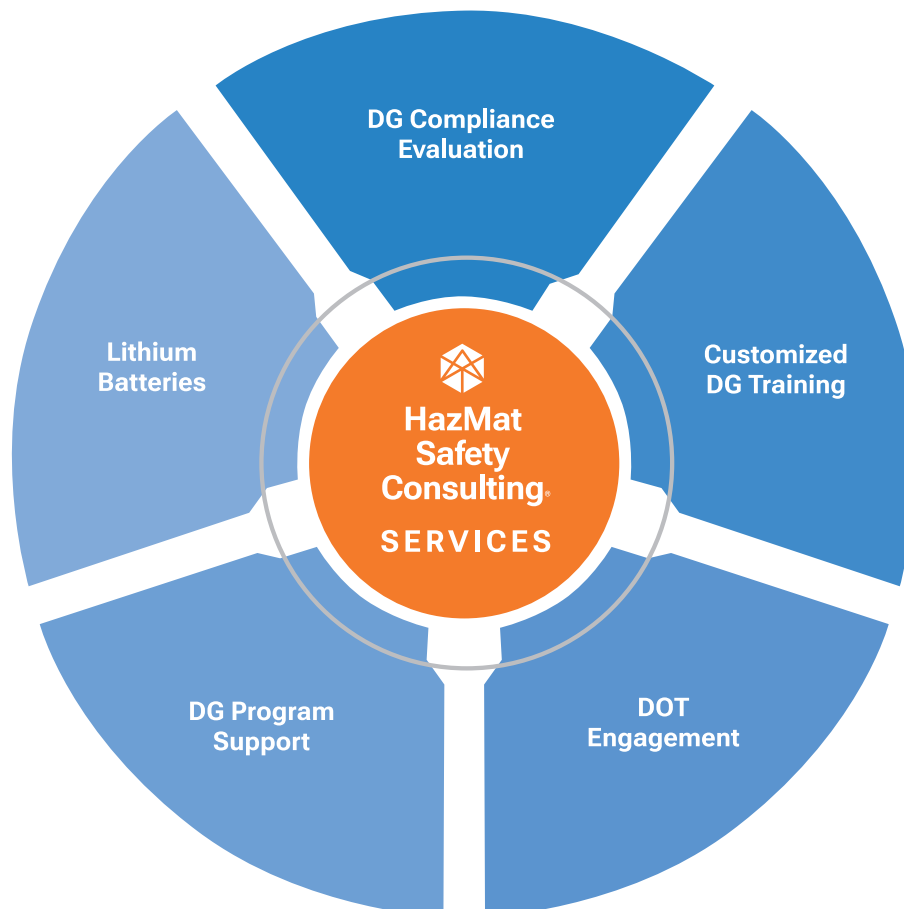 DG Compliance
Evaluation
Customized
DG Training
DOT
Engagement
DG Program
Support
Lithium
Batteries
HazMat
Safety
Consulting®
SERVICES